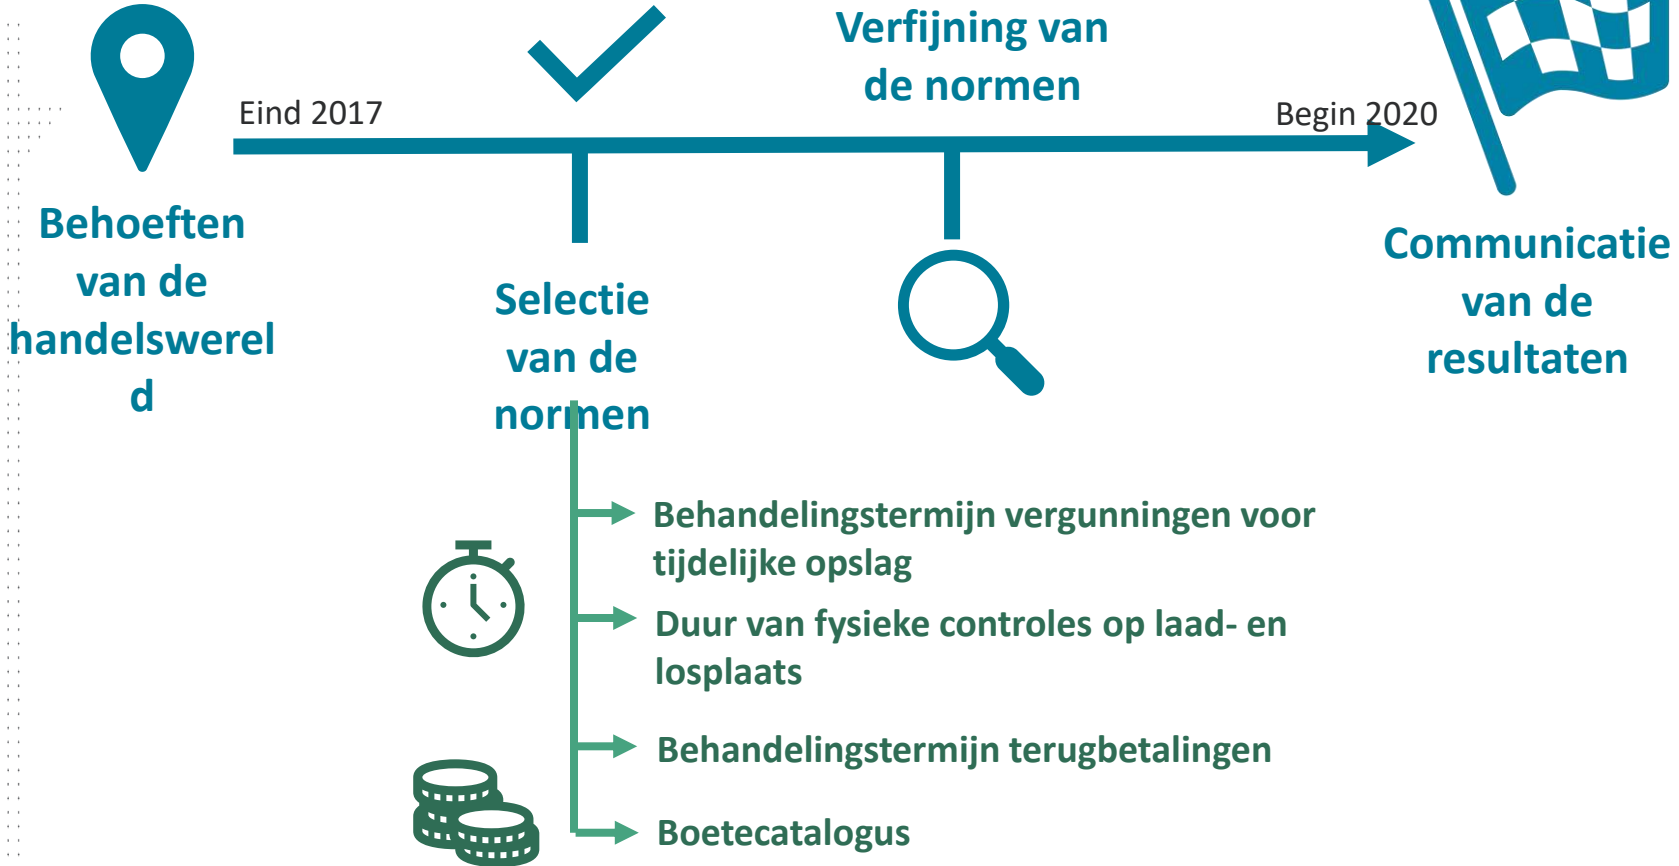 Verfijning van
de normen
Eind 2017
Begin 2020
Behoeften
van de
handelswerel
d
Selectie
van de
normen
Communicatie
van de
resultaten
Behandelingstermijn vergunningen voor
tijdelijke opslag
Duur van fysieke controles op laad- en
losplaats
Behandelingstermijn terugbetalingen
Boetecatalogus